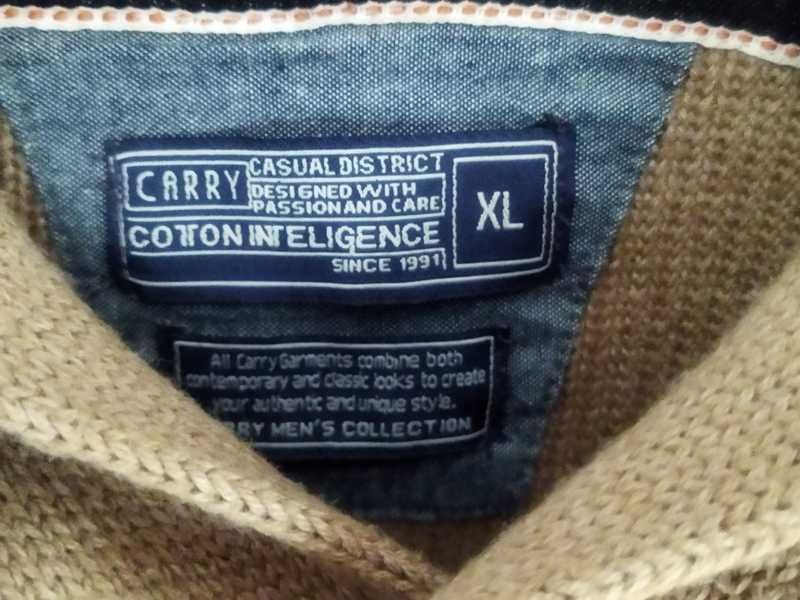 CARRY
CASUAL DISTRICT
DESIGNED WITH
PASSION AND CARE
COTTON INTELIGENCE
SINCE 1991
XL
All Carry Garments combine both
contemporary and classic looks to create
your authentic and unique style.
RRY MEN'S COLLECTION